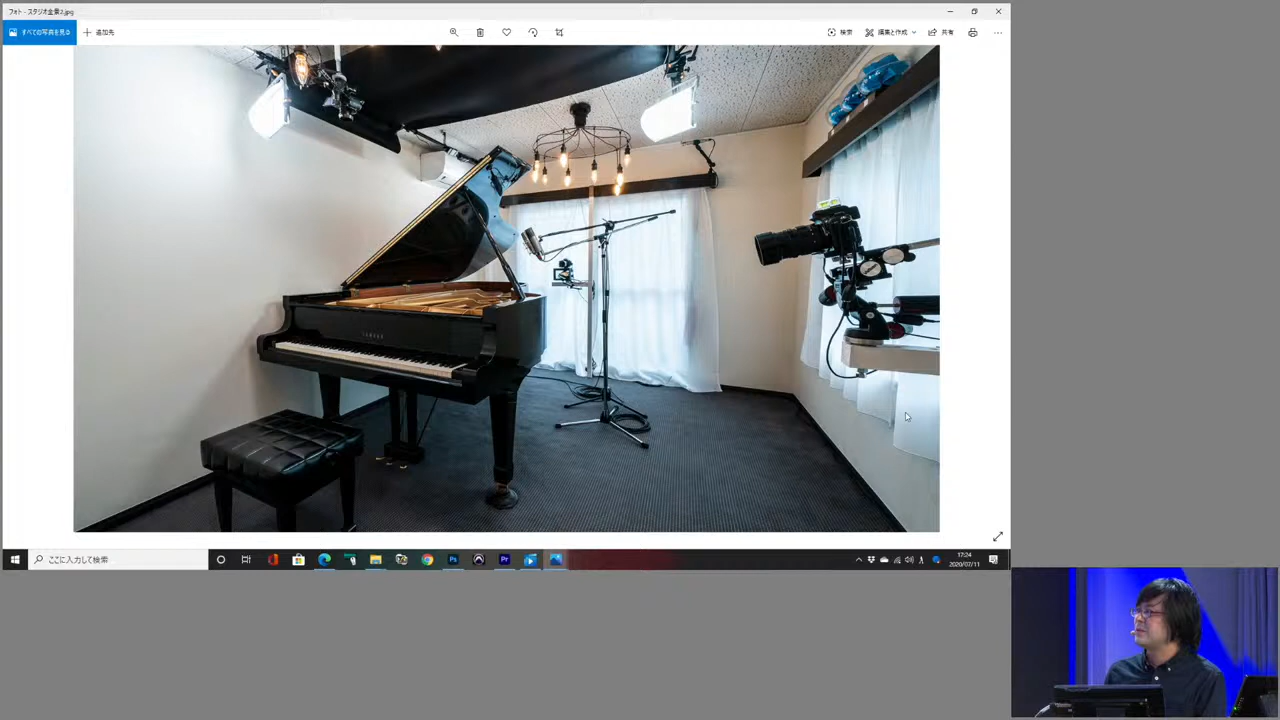 フォト - スタジオ全景2.jpg
すべての写真を見る
追加先
検索
編集と作成
共有
YAMAHA
ここに入力して検索
17:24
2020/07/11